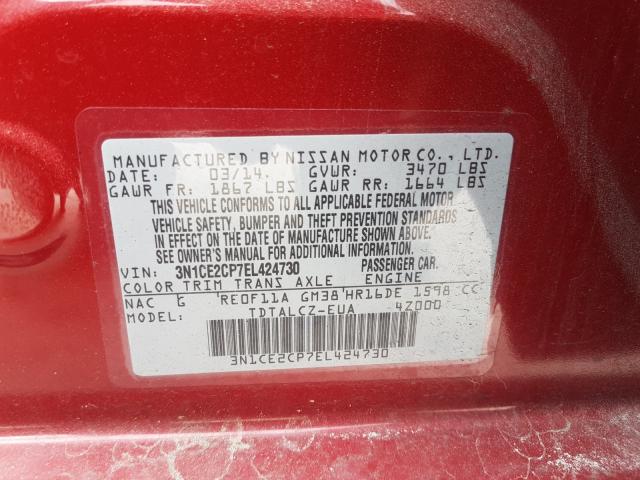 MANUFACTURED BY NISSAN MOTOR CO., LTD.
DATE: 03/14. GVWR: 3470 LBS
GAWR FR: 1867 LBS GAWR RR: 1664 LBS
THIS VEHICLE CONFORMS TO ALL APPLICABLE FEDERAL MOTOR
VEHICLE SAFETY, BUMPER AND THEFT PREVENTION STANDARDS
IN EFFECT ON THE DATE OF MANUFACTURE SHOWN ABOVE.
SEE OWNER'S MANUAL FOR ADDITIONAL INFORMATION.
VIN: 3N1CE2CP7EL424730 PASSENGER CAR.
COLOR TRIM TRANS AXLE ENGINE
NAC G RE0F11A GM38 HR16DE 1598 CC
MODEL: TDTALCZ-EUA 4Z000
3N1CE2CP7EL424730